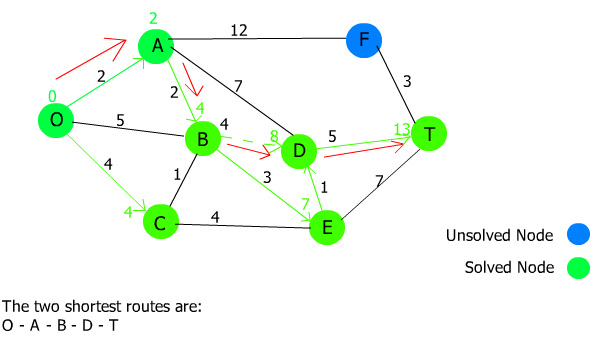 2
12
A
F
2
7
3
0
2
4
O
5
B
4
8
D
5
13
T
4
1
3
1
7
7
4
C
4
E
Unsolved Node
Solved Node
The two shortest routes are:
O - A - B - D - T